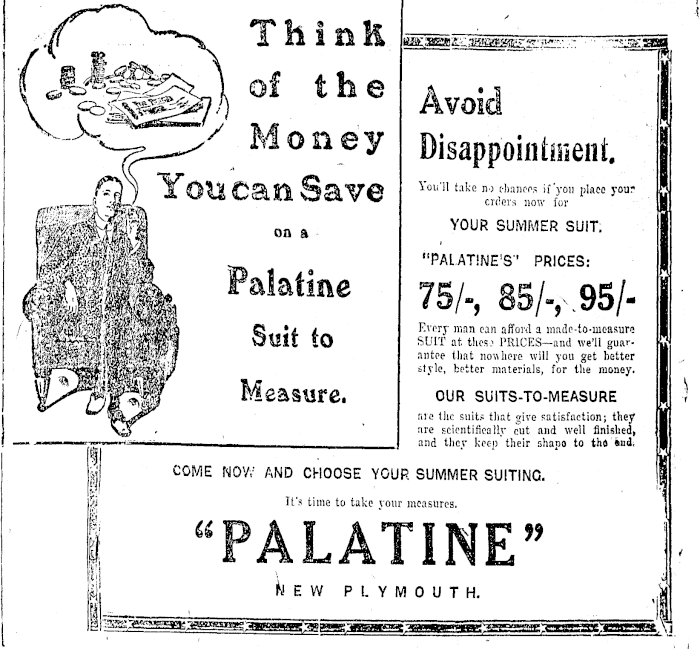 Think
of the
Money
You can Save
on a
Palatine
Suit to
Measure.
Avoid
Disappointment.
You'll take no chances if you place your
orders now for
YOUR SUMMER SUIT.
"PALATINE'S" PRICES:
75/-, 85/-, 95/-
Every man can afford a made-to-measure
SUIT at these PRICES—and we'll guar-
antee that nowhere will you get better
style, better materials, for the money.
OUR SUITS-TO-MEASURE
are the suits that give satisfaction; they
are scientifically cut and well finished,
and they keep their shape to the end.
COME NOW AND CHOOSE YOUR SUMMER SUITING.
It's time to take your measures.
"PALATINE"
NEW PLYMOUTH.